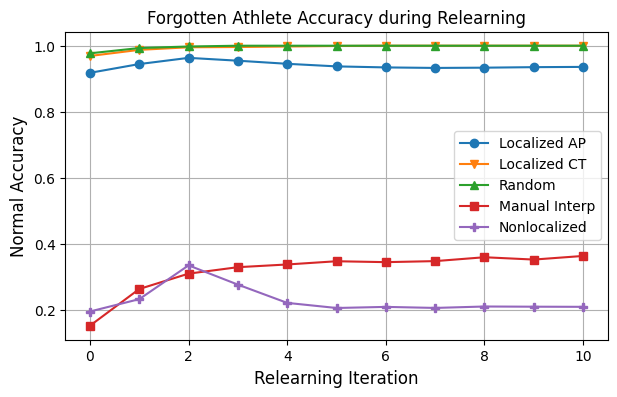 Forgotten Athlete Accuracy during Relearning
Normal Accuracy
1.0
0.8
0.6
0.4
0.2
Localized AP
Localized CT
Random
Manual Interp
Nonlocalized
0 2 4 6 8 10
Relearning Iteration